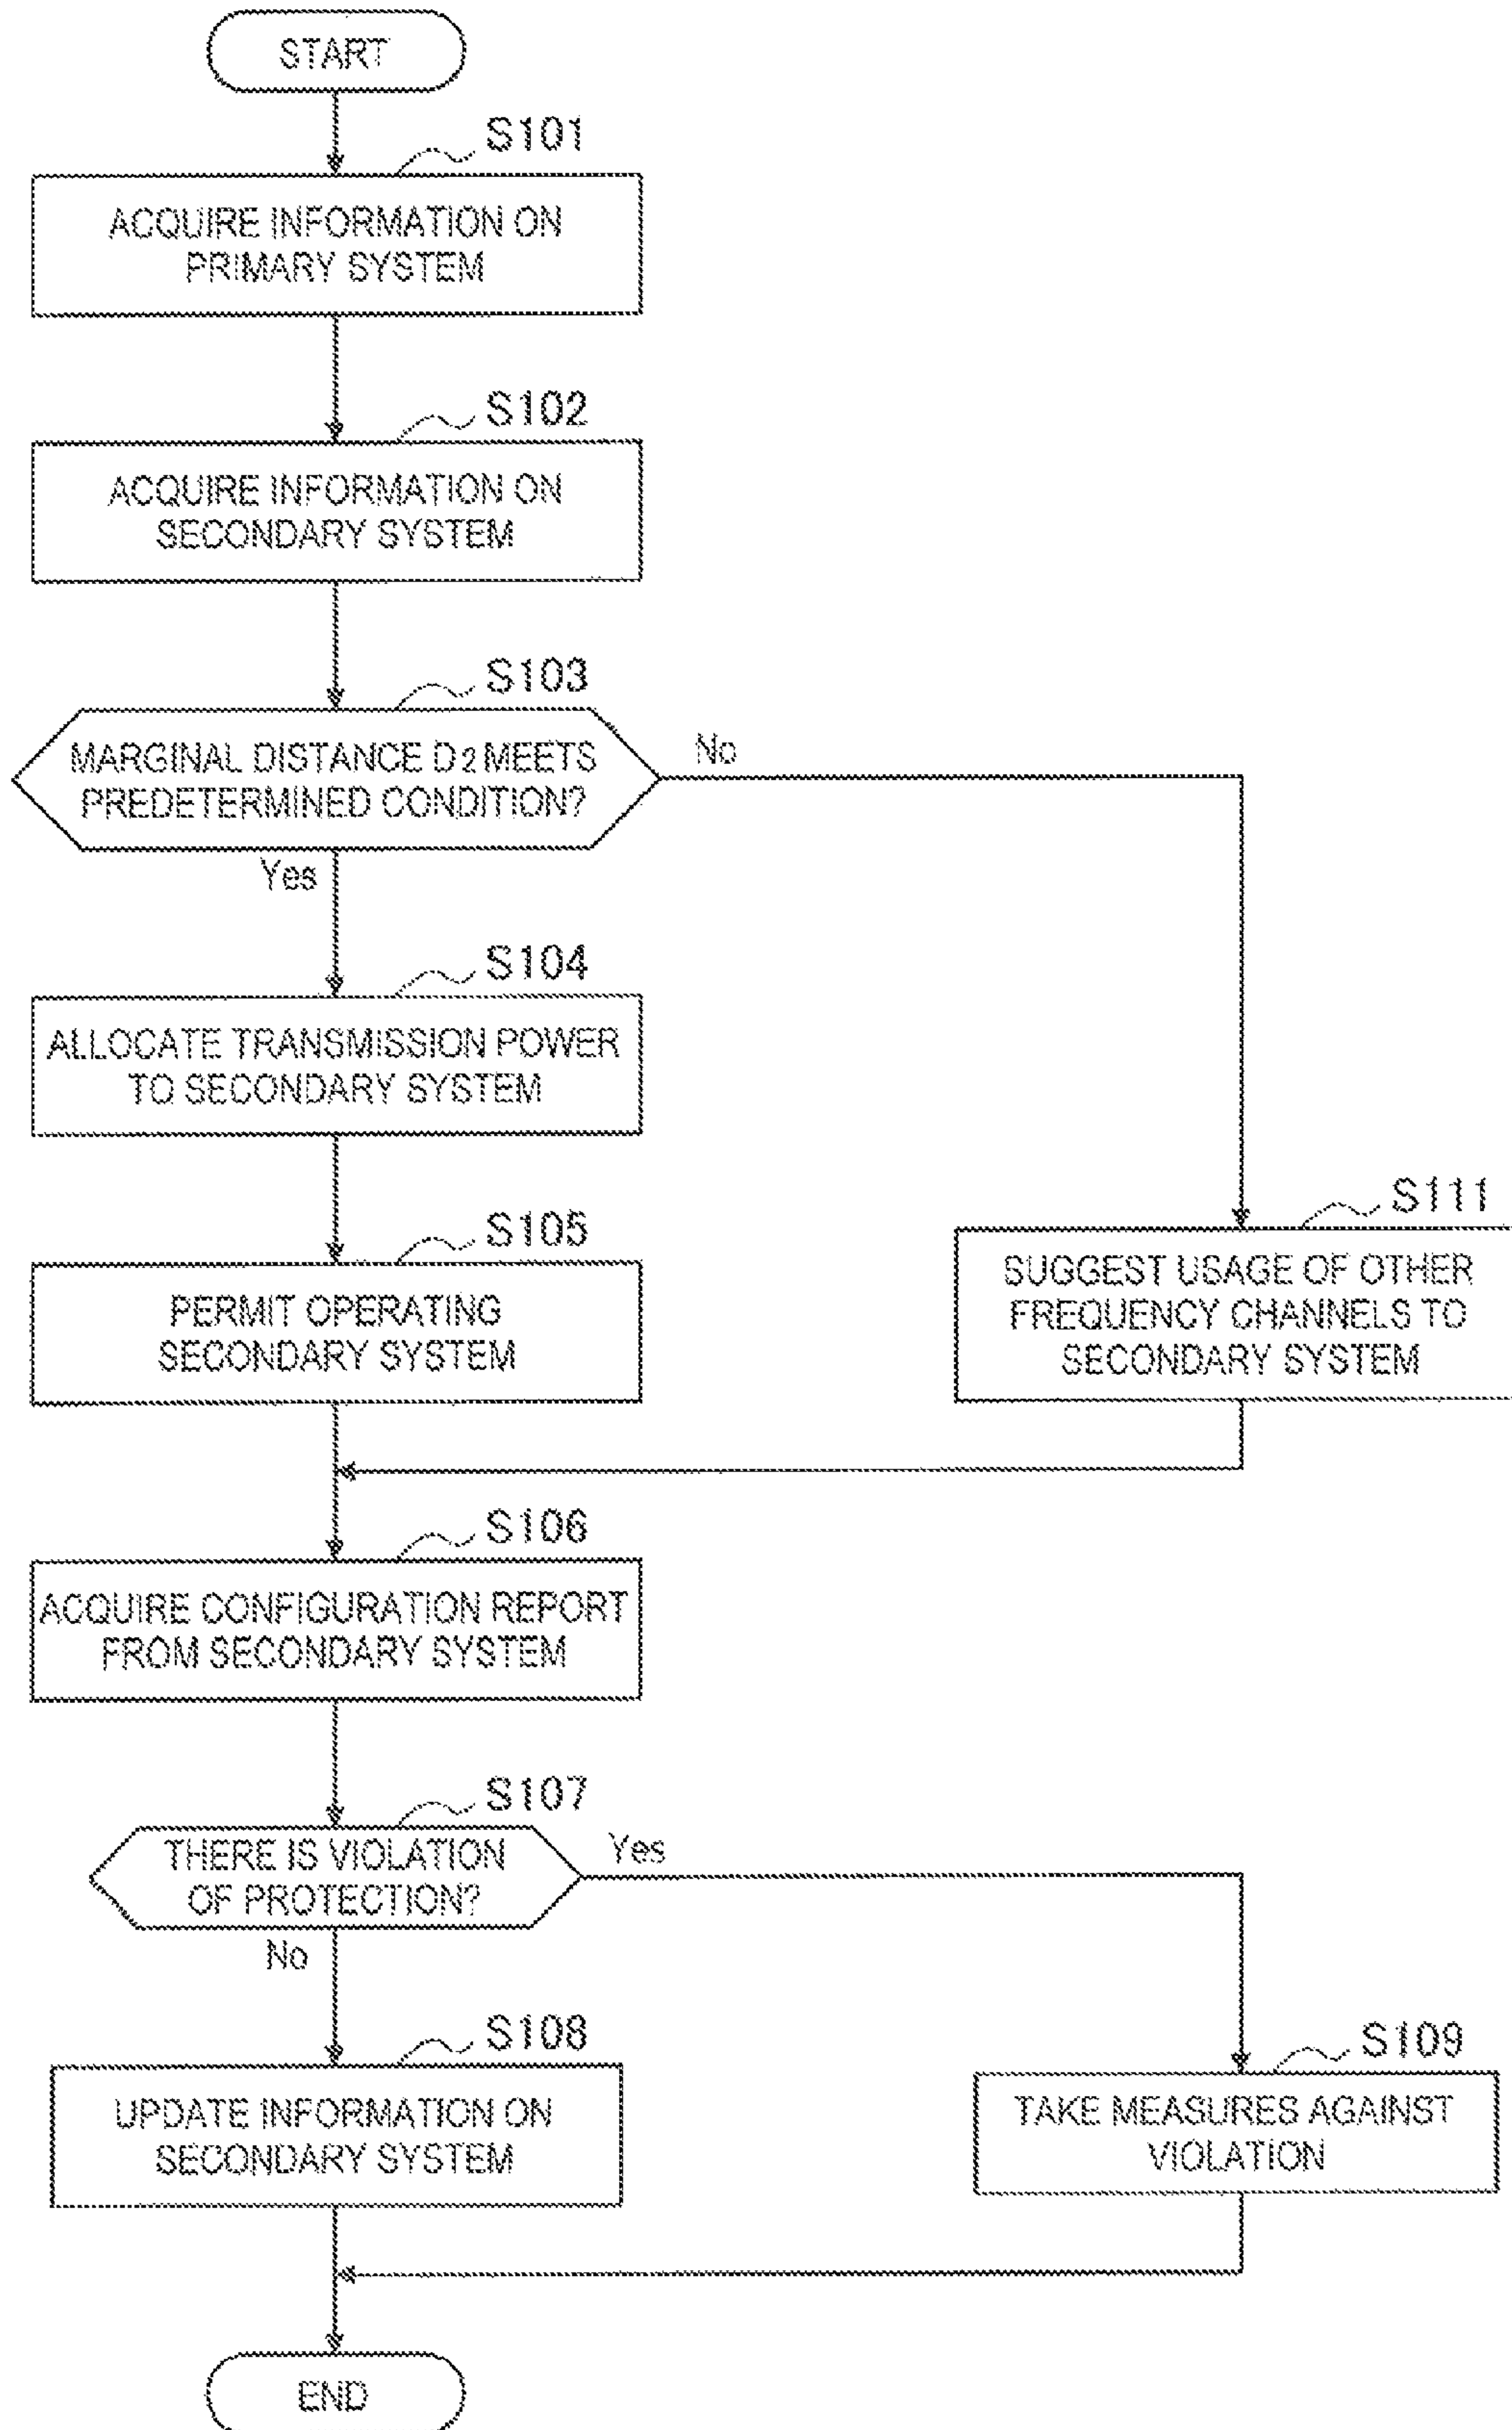 START
S101
ACQUIRE INFORMATION ON
PRIMARY SYSTEM
S102
ACQUIRE INFORMATION ON
SECONDARY SYSTEM
S103
MARGINAL DISTANCE D2 MEETS
PREDETERMINED CONDITION?
No
Yes
S104
ALLOCATE TRANSMISSION POWER
TO SECONDARY SYSTEM
S105
PERMIT OPERATING
SECONDARY SYSTEM
S111
SUGGEST USAGE OF OTHER
FREQUENCY CHANNELS TO
SECONDARY SYSTEM
S106
ACQUIRE CONFIGURATION REPORT
FROM SECONDARY SYSTEM
S107
THERE IS VIOLATION
OF PROTECTION?
Yes
No
S108
UPDATE INFORMATION ON
SECONDARY SYSTEM
S109
TAKE MEASURES AGAINST
VIOLATION
END